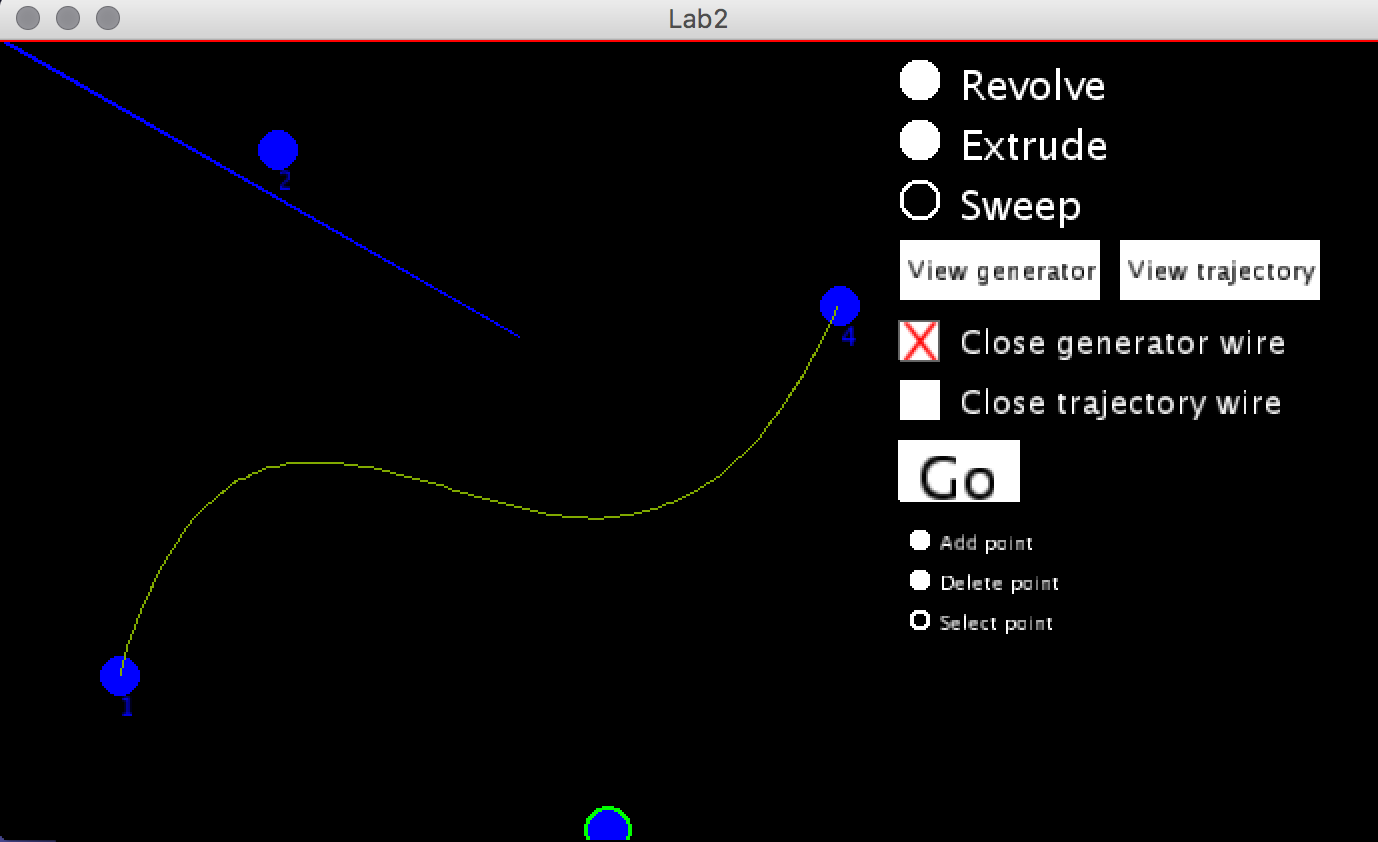 Lab2
Revolve
Extrude
2
Sweep
View generator
View trajectory
4
Close generator wire
Close trajectory wire
Go
Add point
Delete point
Select point
1